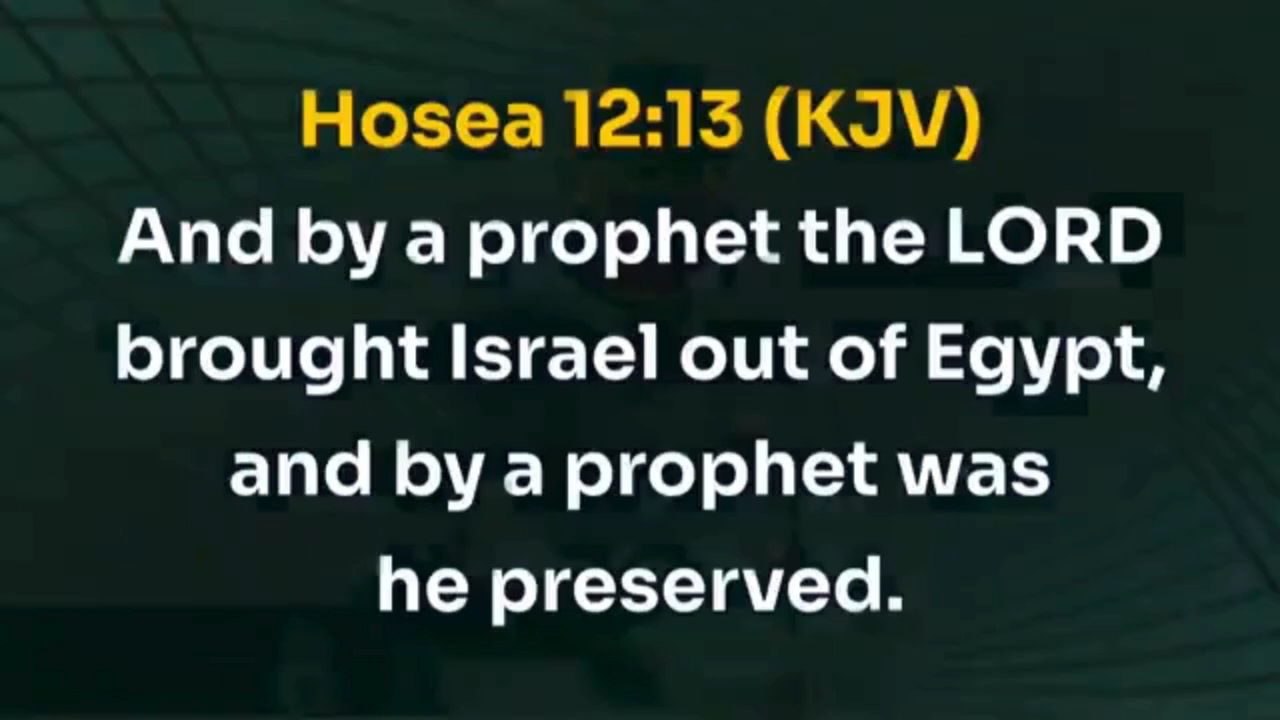 Hosea 12:13 (KJV)
And by a prophet the LORD
brought Israel out of Egypt,
and by a prophet was
he preserved.